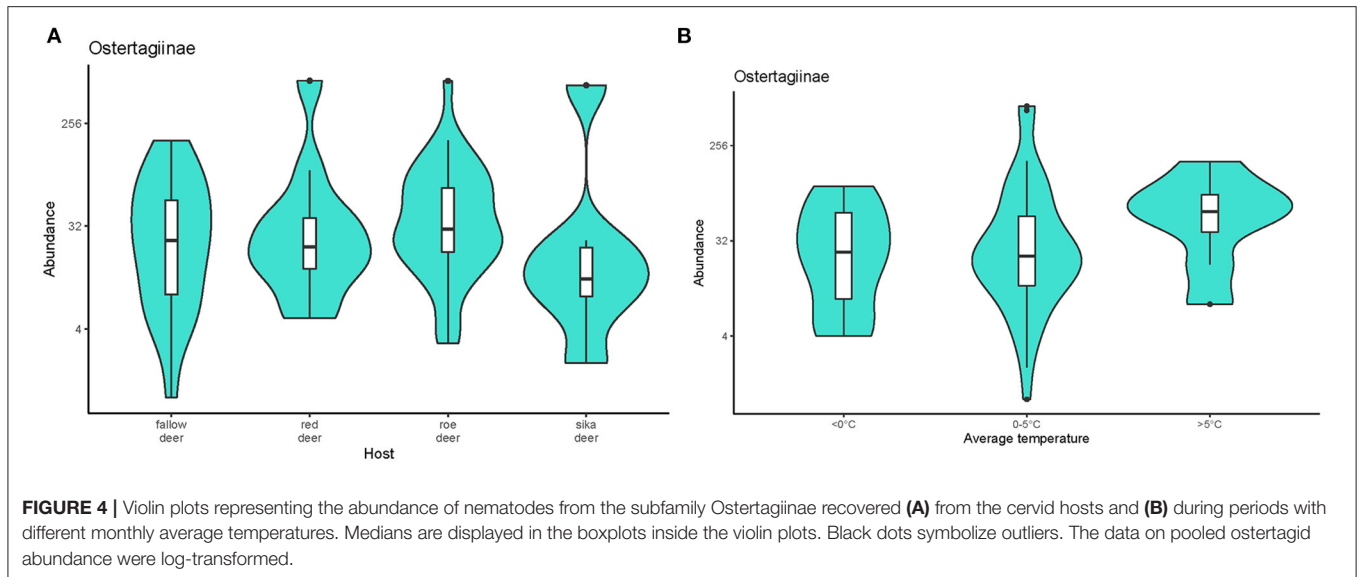 A
Ostertagiinae
Abundance
256
32
4
fallow
deer
red
deer
roe
deer
sika
deer
Host
B
Ostertagiinae
Abundance
256
32
4
<0°C
0-5°C
>5°C
Average temperature
FIGURE 4 | Violin plots representing the abundance of nematodes from the subfamily Ostertagiinae recovered (A) from the cervid hosts and (B) during periods with
different monthly average temperatures. Medians are displayed in the boxplots inside the violin plots. Black dots symbolize outliers. The data on pooled ostertagid
abundance were log-transformed.